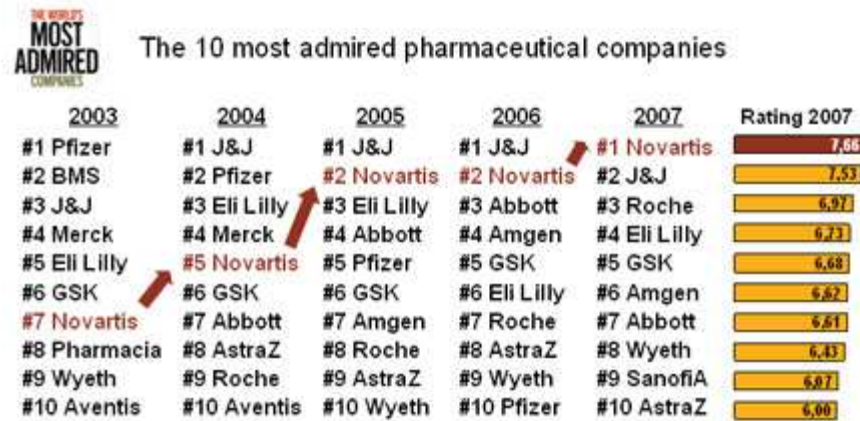 THE WORLD'S
MOST
ADMIRED
COMPANIES
The 10 most admired pharmaceutical companies
2003 2004 2005 2006 2007 Rating 2007
#1 Pfizer #1 J&J #1 J&J #1 J&J #1 Novartis 7,66
#2 BMS #2 Pfizer #2 Novartis #2 Novartis #2 J&J 7,53
#3 J&J #3 Eli Lilly #3 Eli Lilly #3 Abbott #3 Roche 6,97
#4 Merck #4 Merck #4 Abbott #4 Amgen #4 Eli Lilly 6,73
#5 Eli Lilly #5 Novartis #5 Pfizer #5 GSK #5 GSK 6,68
#6 GSK #6 GSK #6 GSK #6 Eli Lilly #6 Amgen 6,62
#7 Novartis #7 Abbott #7 Amgen #7 Roche #7 Abbott 6,61
#8 Pharmacia #8 AstraZ #8 Roche #8 AstraZ #8 Wyeth 6,43
#9 Wyeth #9 Roche #9 AstraZ #9 Wyeth #9 SanofiA 6,07
#10 Aventis #10 Aventis #10 Wyeth #10 Pfizer #10 AstraZ 6,00